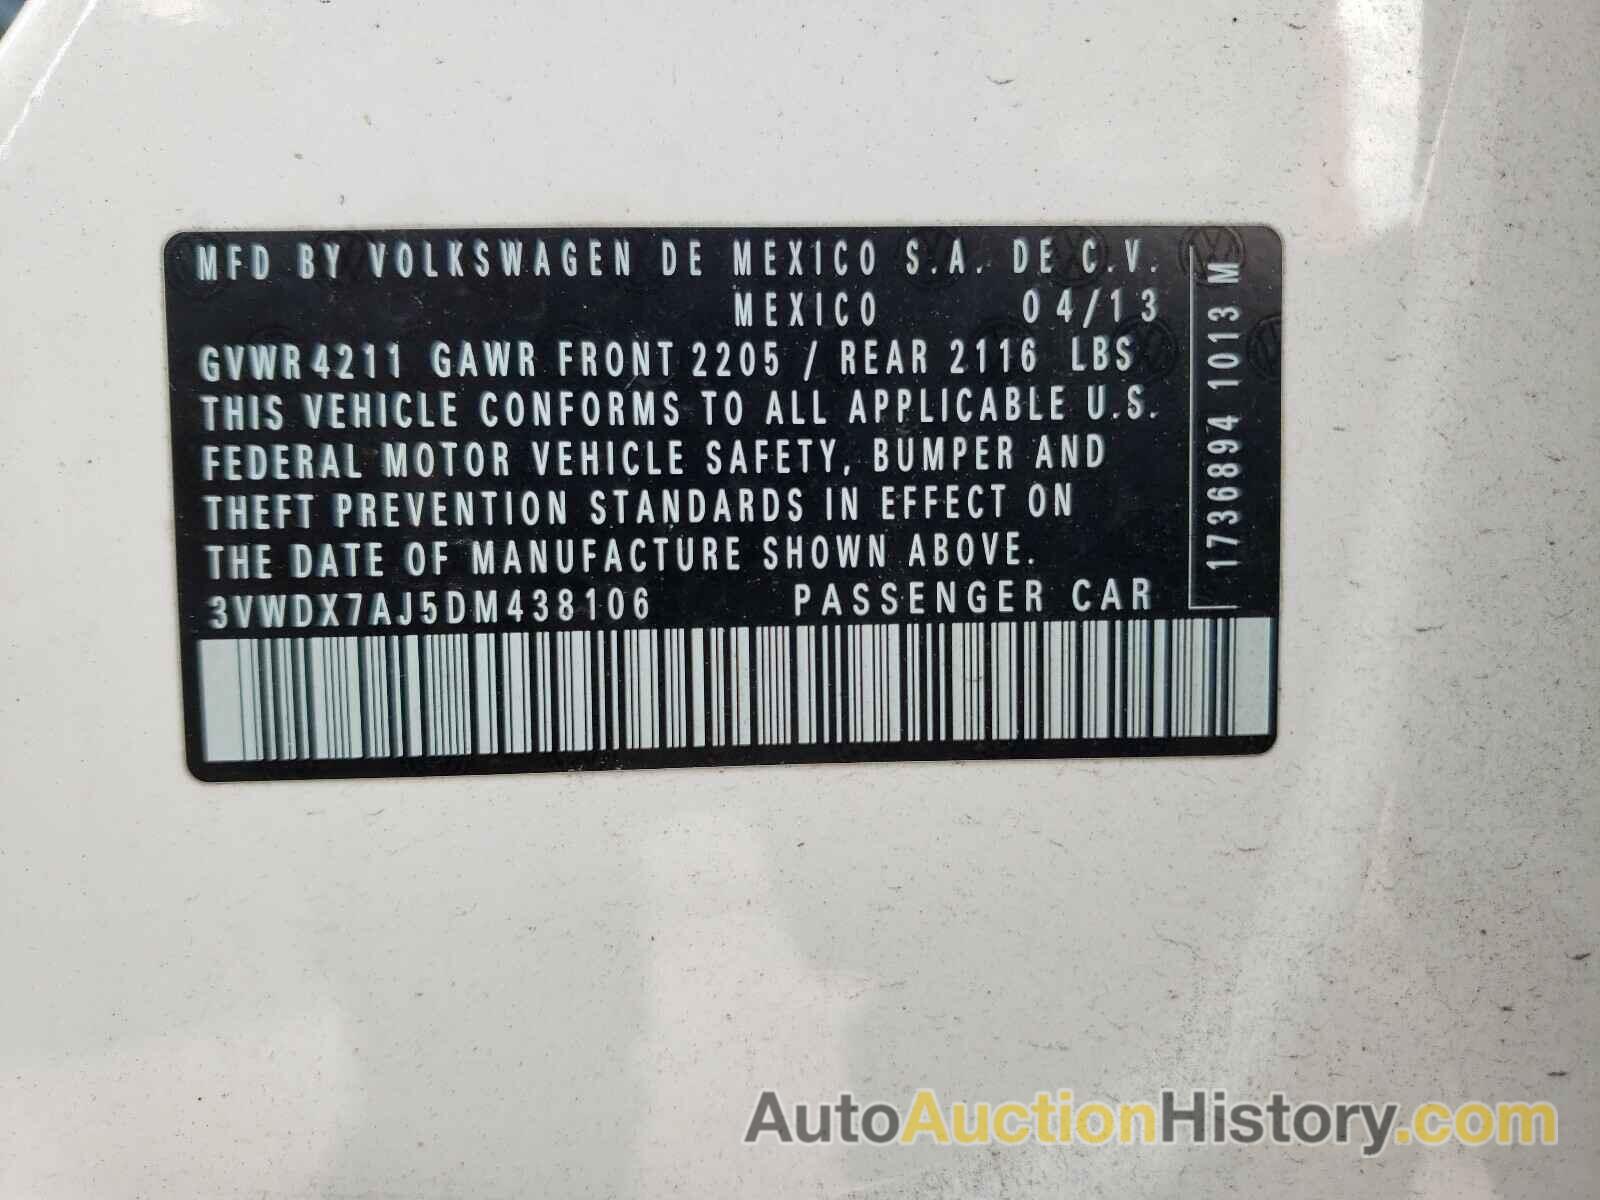 MFD BY VOLKSWAGEN DE MEXICO S.A. DE C.V.
MEXICO 04/13
GVWR 4211 GAWR FRONT 2205 / REAR 2116 LBS
THIS VEHICLE CONFORMS TO ALL APPLICABLE U.S.
FEDERAL MOTOR VEHICLE SAFETY, BUMPER AND
THEFT PREVENTION STANDARDS IN EFFECT ON
THE DATE OF MANUFACTURE SHOWN ABOVE.
3VWDX7AJ5DM438106 PASSENGER CAR
1736894 1013 M
AutoAuctionHistory.com